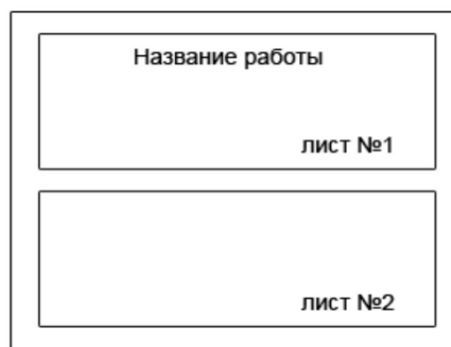 Название работы
лист №1
лист №2